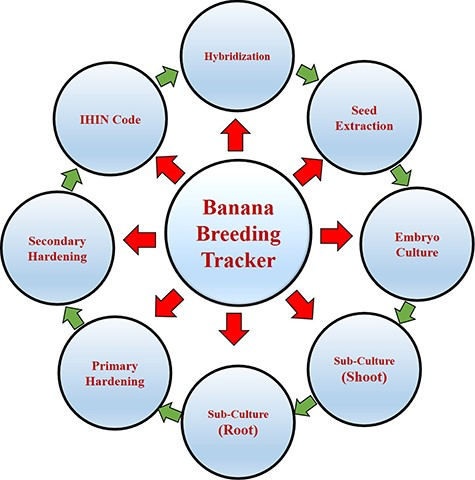 Hybridization
Seed
Extraction
Embryo
Culture
Sub-Culture
(Shoot)
Sub-Culture
(Root)
Primary
Hardening
Secondary
Hardening
IHIN Code
Banana
Breeding
Tracker